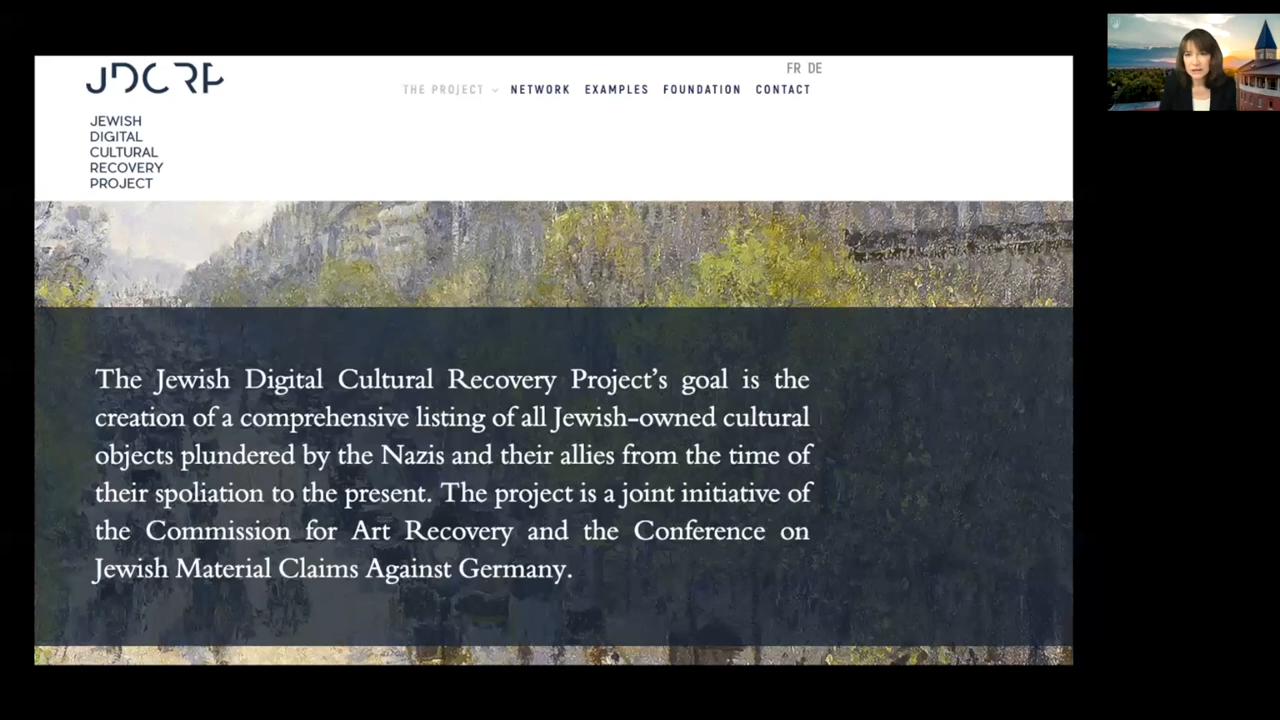 JDCRP
FR DE
THE PROJECT NETWORK EXAMPLES FOUNDATION CONTACT
JEWISH
DIGITAL
CULTURAL
RECOVERY
PROJECT
The Jewish Digital Cultural Recovery Project's goal is the
creation of a comprehensive listing of all Jewish-owned cultural
objects plundered by the Nazis and their allies from the time of
their spoliation to the present. The project is a joint initiative of
the Commission for Art Recovery and the Conference on
Jewish Material Claims Against Germany.